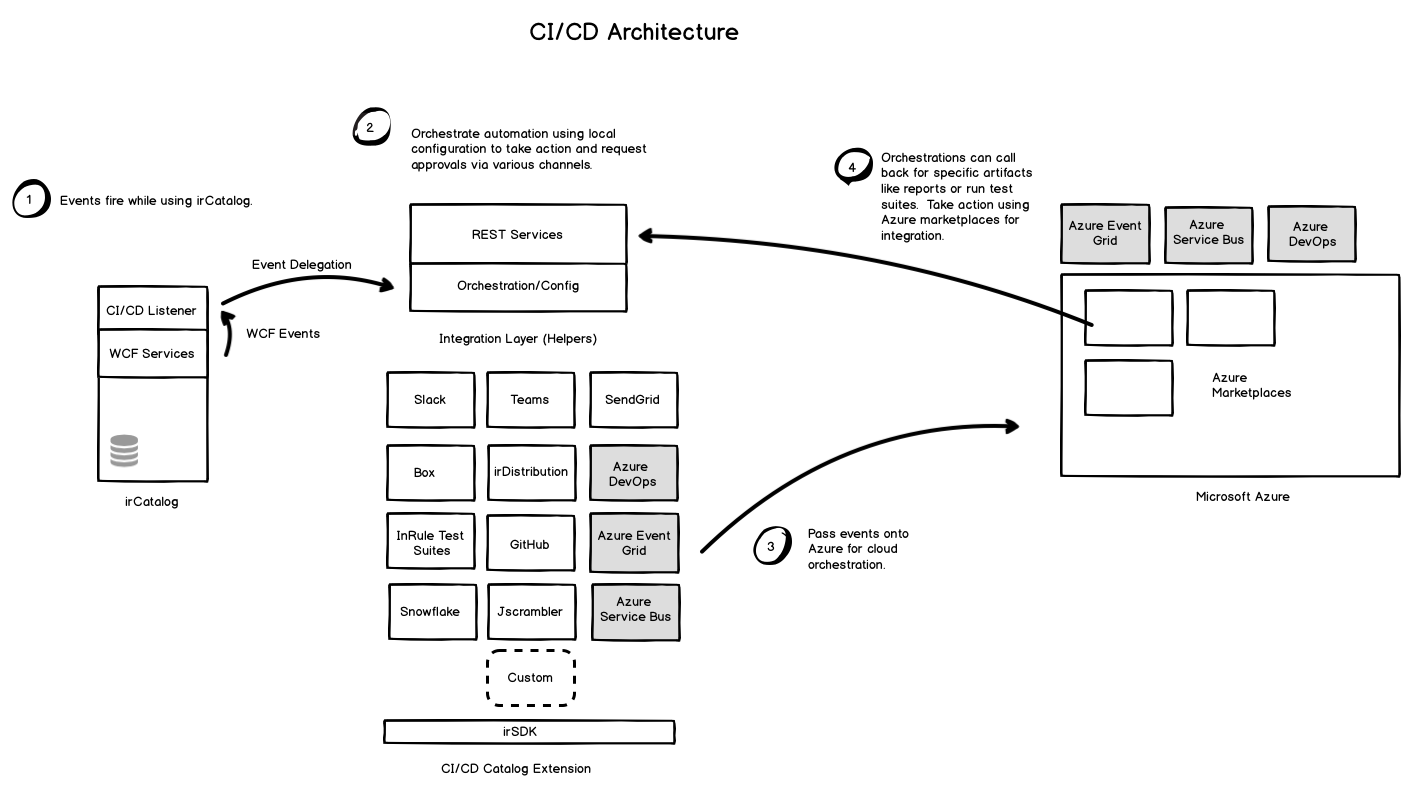 CI/CD Architecture
1
Events fire while using irCatalog.
2
Orchestrate automation using local
configuration to take action and request
approvals via various channels.
4
Orchestrations can call
back for specific artifacts
like reports or run test
suites.  Take action using
Azure marketplaces for
integration.
CI/CD Listener
WCF Services
irCatalog
Event Delegation
WCF Events
REST Services
Orchestration/Config
Integration Layer (Helpers)
Slack
Teams
SendGrid
Box
irDistribution
Azure
DevOps
InRule Test
Suites
GitHub
Azure Event
Grid
Snowflake
Jscrambler
Azure
Service Bus
Custom
irSDK
CI/CD Catalog Extension
3
Pass events onto
Azure for cloud
orchestration.
Azure Event
Grid
Azure
Service Bus
Azure
DevOps
Azure
Marketplaces
Microsoft Azure